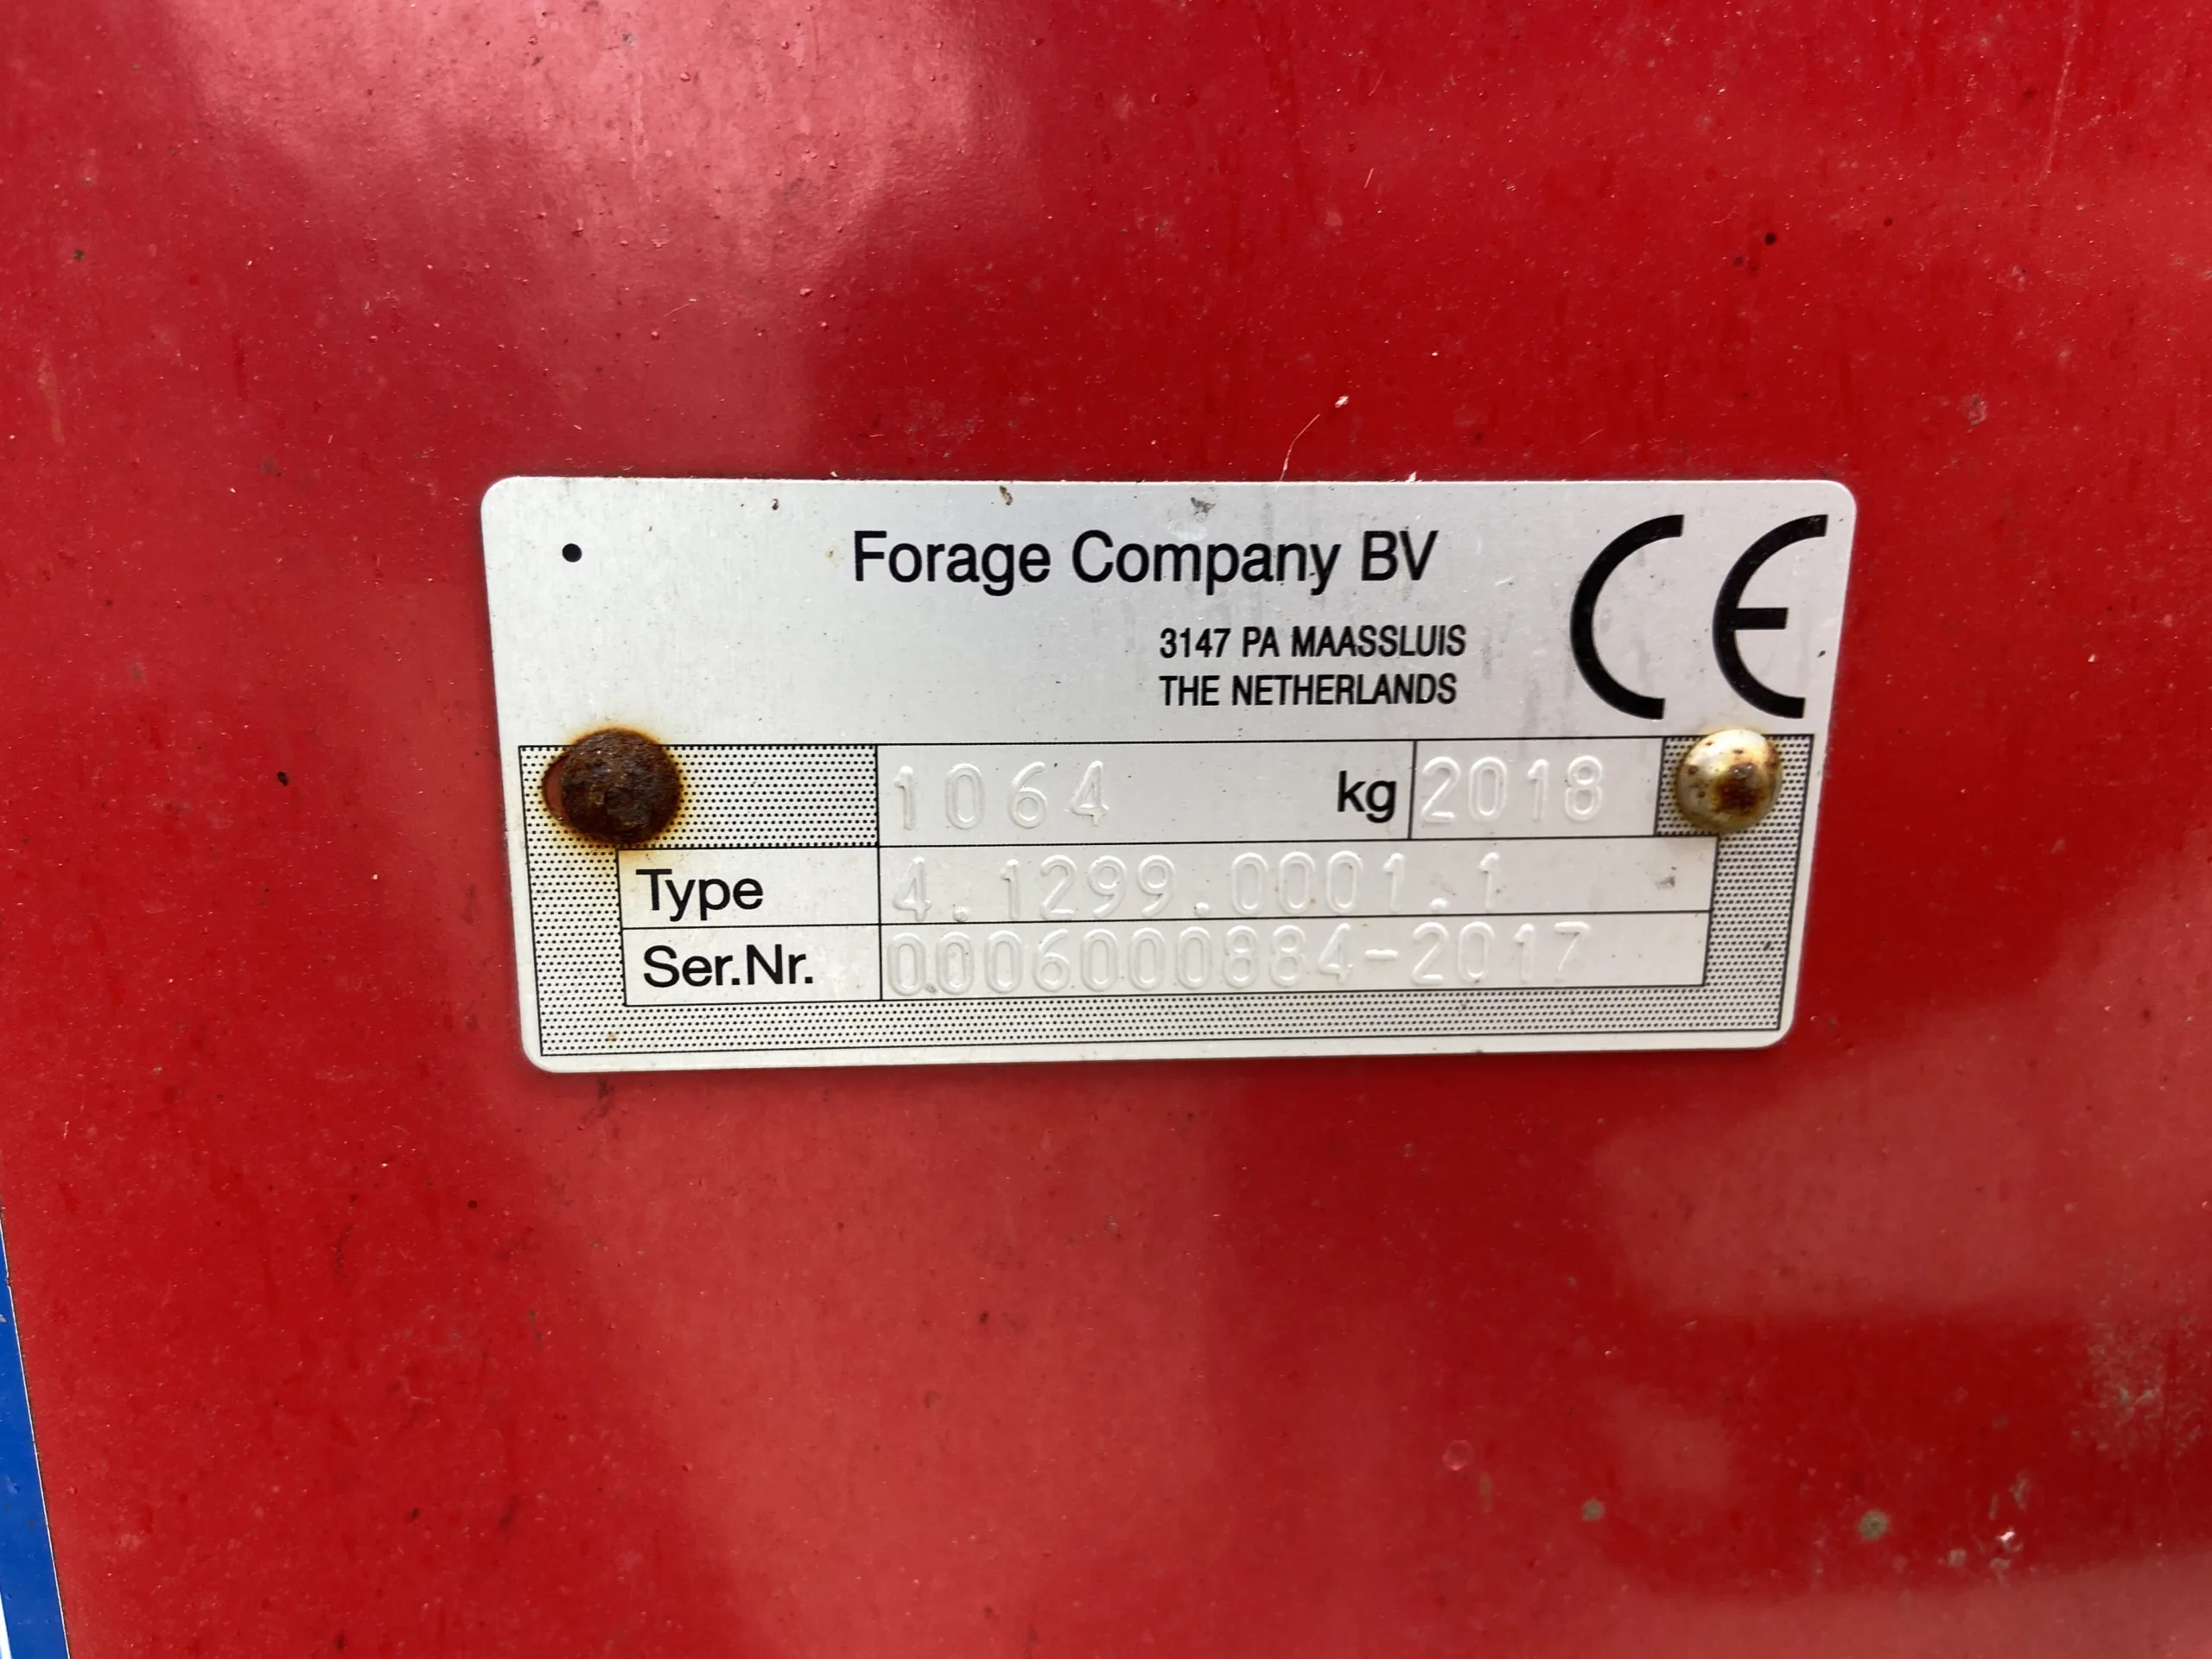 Forage Company BV
CE
3147 PA MAASSLUIS
THE NETHERLANDS
1064 kg 2018
Type 4.1299.0001.1
Ser.Nr. 0006000884-2017